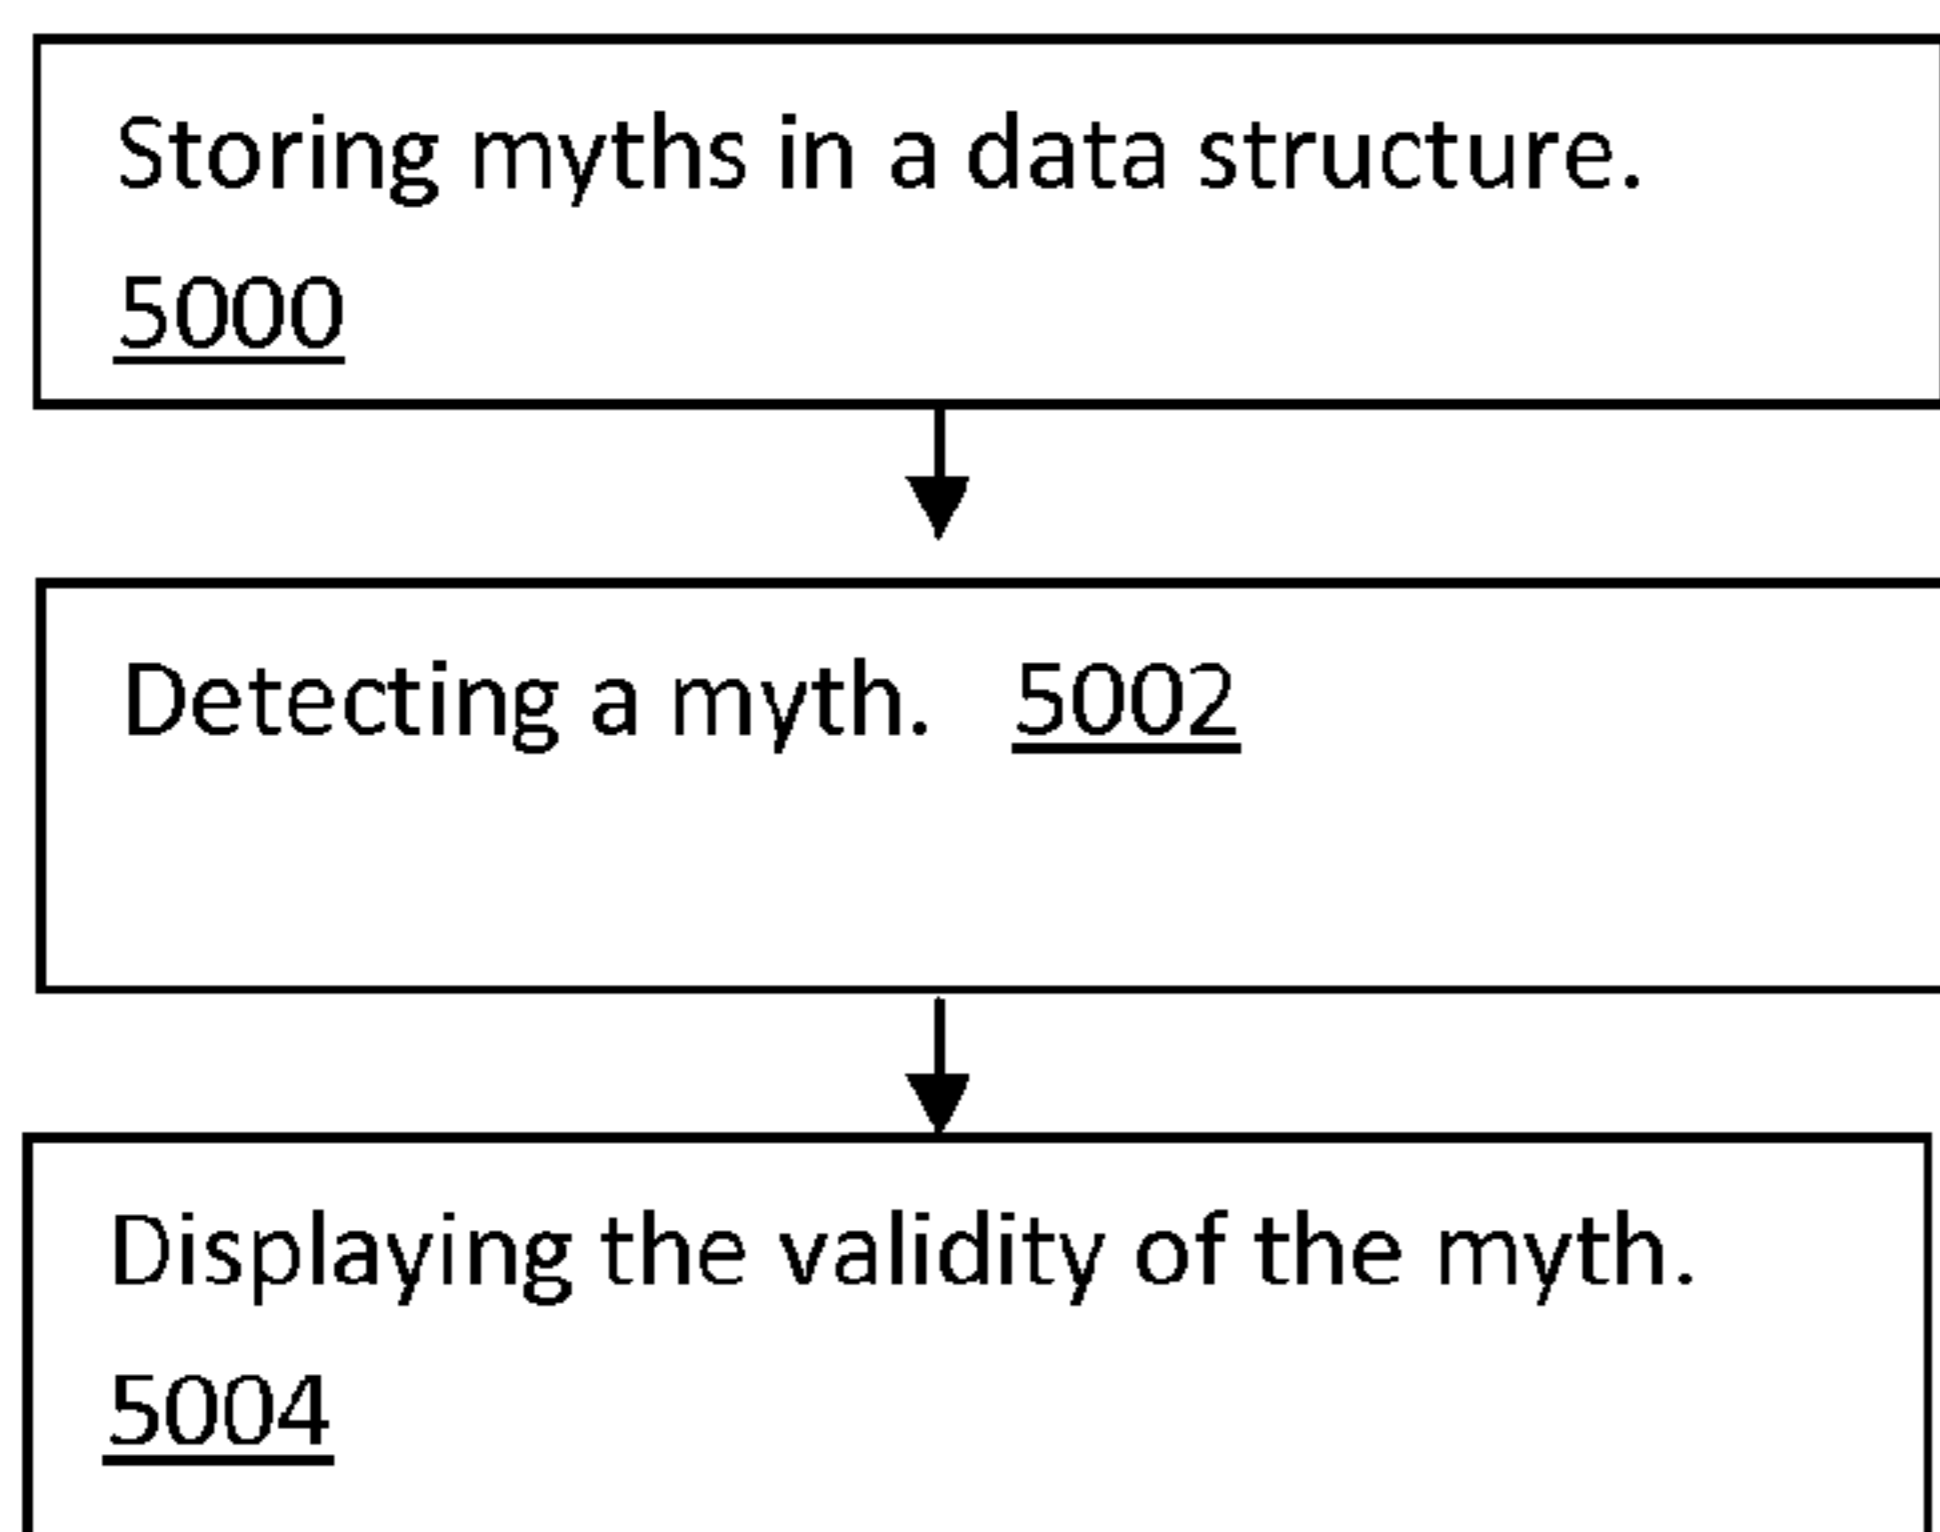 Storing myths in a data structure.
5000
Detecting a myth. 5002
Displaying the validity of the myth.
5004